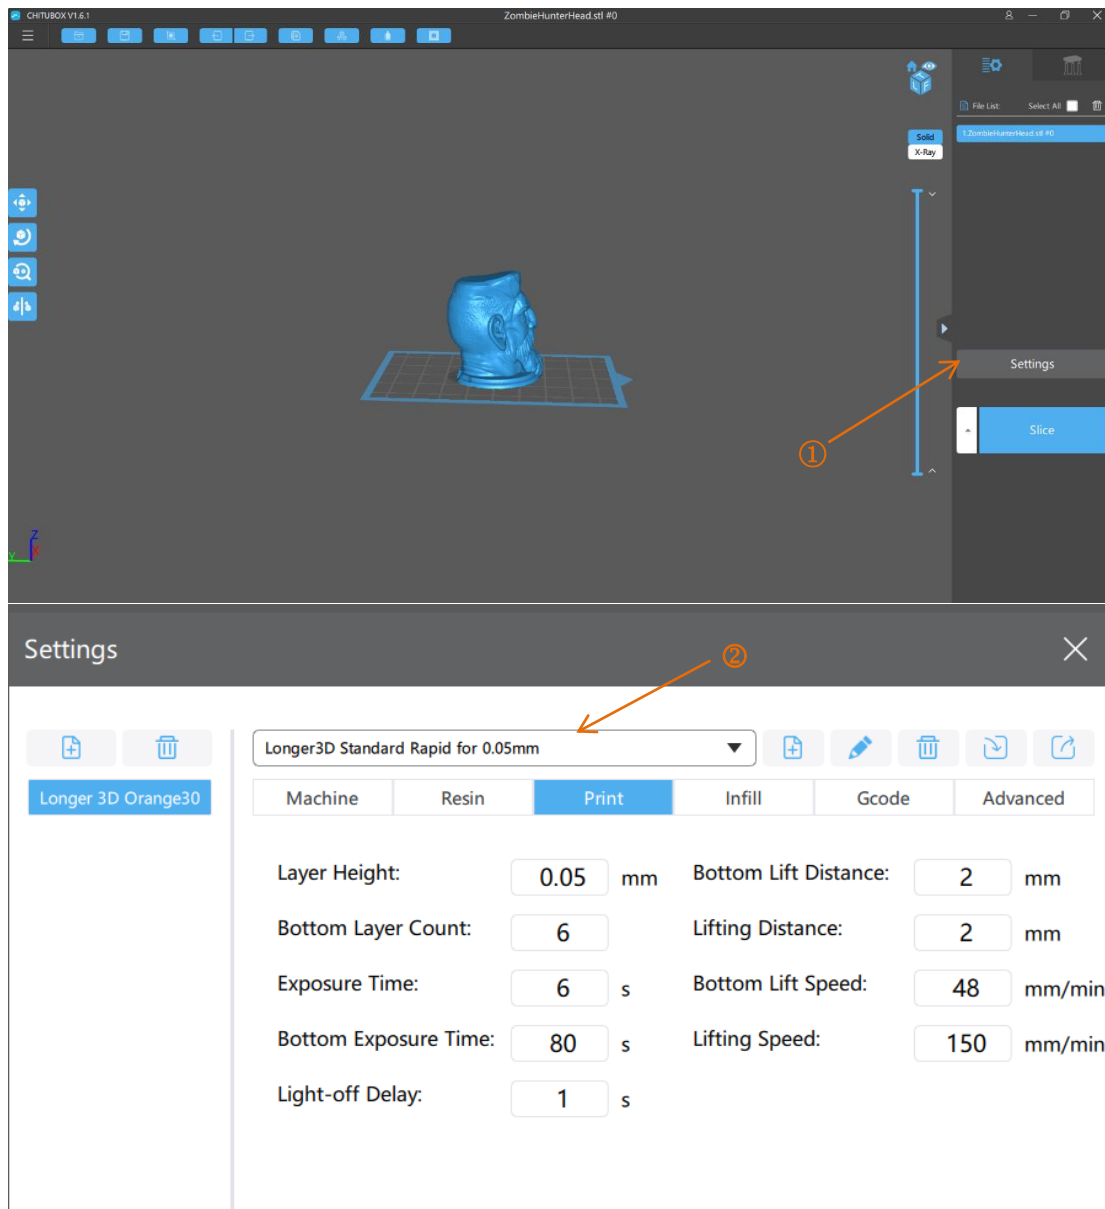 CHITUBOX V1.6.1
ZombieHunterHead.stl #0
File List:
Select All
1.ZombieHunterHead.stl #0
Solid
X-Ray
Settings
①
Slice
Z
X
Y
Settings
②
Longer3D Standard Rapid for 0.05mm
Longer 3D Orange30
Machine Resin Print Infill Gcode Advanced
Layer Height: 0.05 mm Bottom Lift Distance: 2 mm
Bottom Layer Count: 6 Lifting Distance: 2 mm
Exposure Time: 6 s Bottom Lift Speed: 48 mm/min
Bottom Exposure Time: 80 s Lifting Speed: 150 mm/min
Light-off Delay: 1 s